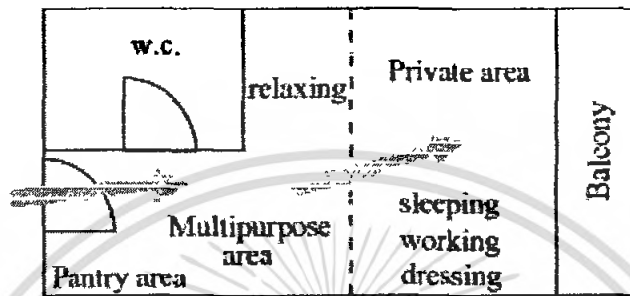 w.c.
relaxing
Private area
Balcony
Multipurpose
area
Pantry area
sleeping
working
dressing